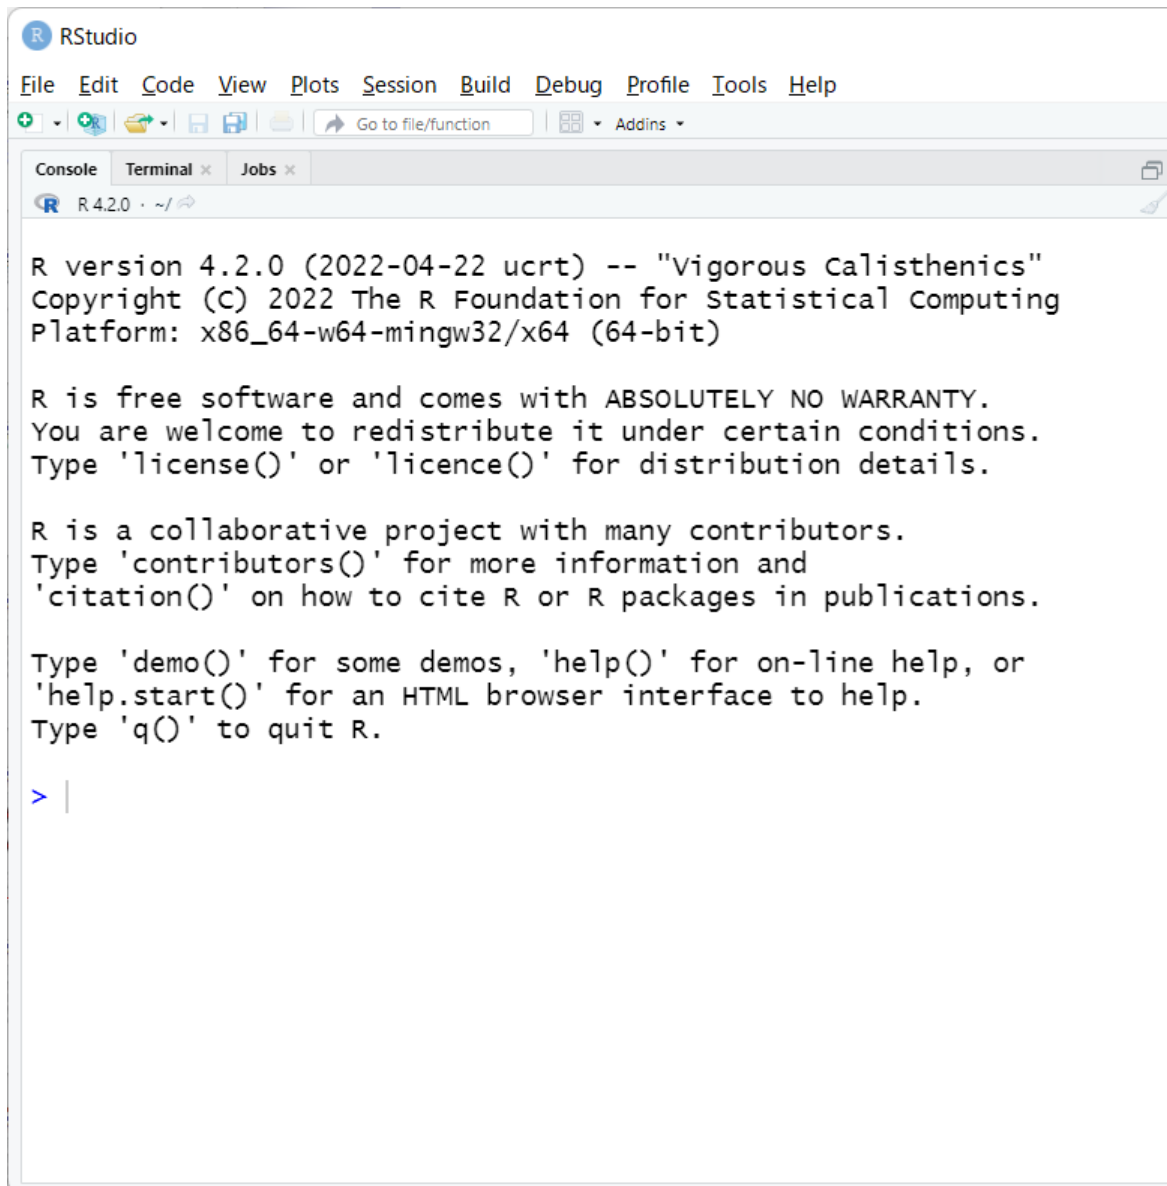 R RStudio
File Edit Code View Plots Session Build Debug Profile Tools Help
R Go to file/function Addins
Console Terminal × Jobs ×
R R 4.2.0 · ~/
R version 4.2.0 (2022-04-22 ucrt) -- "Vigorous Calisthenics"
Copyright (C) 2022 The R Foundation for Statistical Computing
Platform: x86_64-w64-mingw32/x64 (64-bit)
R is free software and comes with ABSOLUTELY NO WARRANTY.
You are welcome to redistribute it under certain conditions.
Type 'license()' or 'licence()' for distribution details.
R is a collaborative project with many contributors.
Type 'contributors()' for more information and
'citation()' on how to cite R or R packages in publications.
Type 'demo()' for some demos, 'help()' for on-line help, or
'help.start()' for an HTML browser interface to help.
Type 'q()' to quit R.
>